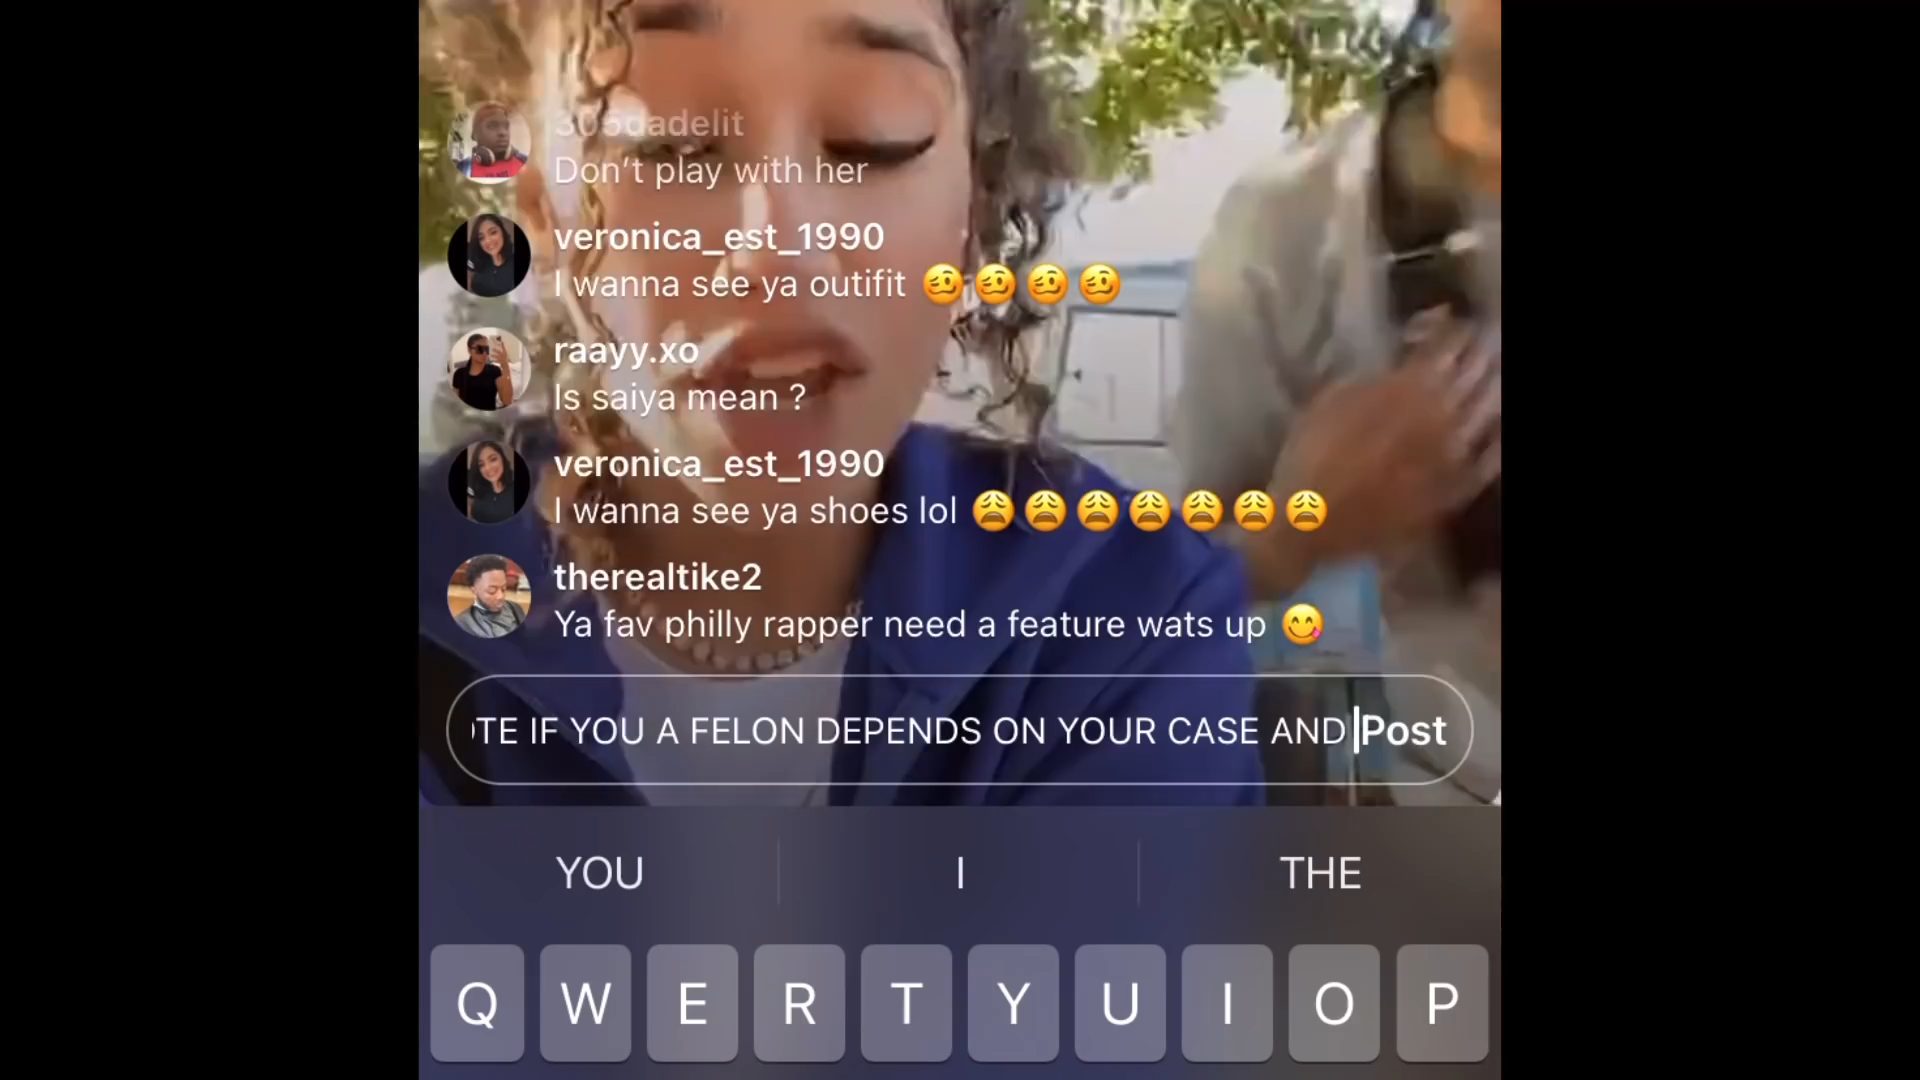 305dadelit
Don’t play with her
veronica_est_1990
I wanna see ya outifit 🥴🥴🥴🥴
raayy.xo
Is saiya mean ?
veronica_est_1990
I wanna see ya shoes lol 😩😩😩😩😩😩😩
therealtike2
Ya fav philly rapper need a feature wats up 😋
TE IF YOU A FELON DEPENDS ON YOUR CASE AND Post
YOU I THE
Q W E R T Y U I O P